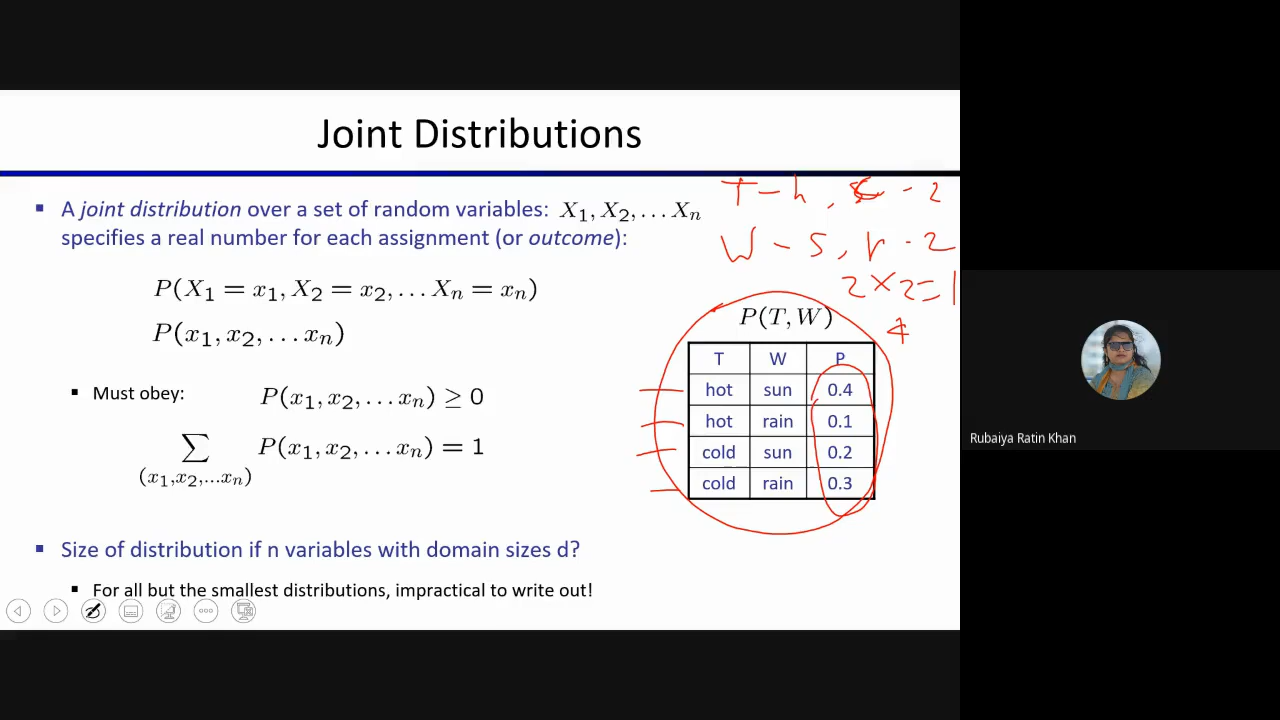 Joint Distributions
▪ A joint distribution over a set of random variables: X₁, X₂, . . . Xₙ
specifies a real number for each assignment (or outcome):
P(X₁ = x₁, X₂ = x₂, . . . Xₙ = xₙ)
P(x₁, x₂, . . . xₙ)
▪ Must obey: P(x₁, x₂, . . . xₙ) ≥ 0
∑ P(x₁, x₂, . . . xₙ) = 1
(x₁,x₂,...xₙ)
▪ Size of distribution if n variables with domain sizes d?
▪ For all but the smallest distributions, impractical to write out!
T – h, c - 2
W – s, r - 2
2 × 2 =
4
P(T, W)
T W P
hot sun 0.4
hot rain 0.1
cold sun 0.2
cold rain 0.3
Rubaiya Ratin Khan